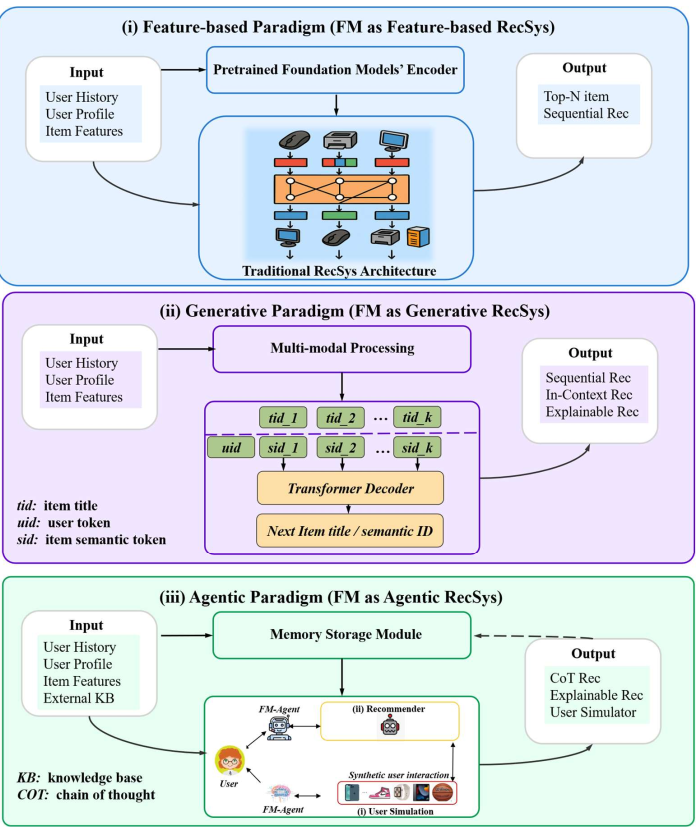 (i) Feature-based Paradigm (FM as Feature-based RecSys)
Input
User History
User Profile
Item Features
Pretrained Foundation Models' Encoder
Output
Top-N item
Sequential Rec
Traditional RecSys Architecture
(ii) Generative Paradigm (FM as Generative RecSys)
Input
User History
User Profile
Item Features
Multi-modal Processing
Output
Sequential Rec
In-Context Rec
Explainable Rec
tid_1 tid_2 ... tid_k
uid sid_1 sid_2 ... sid_k
Transformer Decoder
Next Item title / semantic ID
tid: item title
uid: user token
sid: item semantic token
(iii) Agentic Paradigm (FM as Agentic RecSys)
Input
User History
User Profile
Item Features
External KB
Memory Storage Module
Output
CoT Rec
Explainable Rec
User Simulator
FM-Agent
(ii) Recommender
User
Synthetic user interaction
FM-Agent
(i) User Simulation
KB: knowledge base
COT: chain of thought